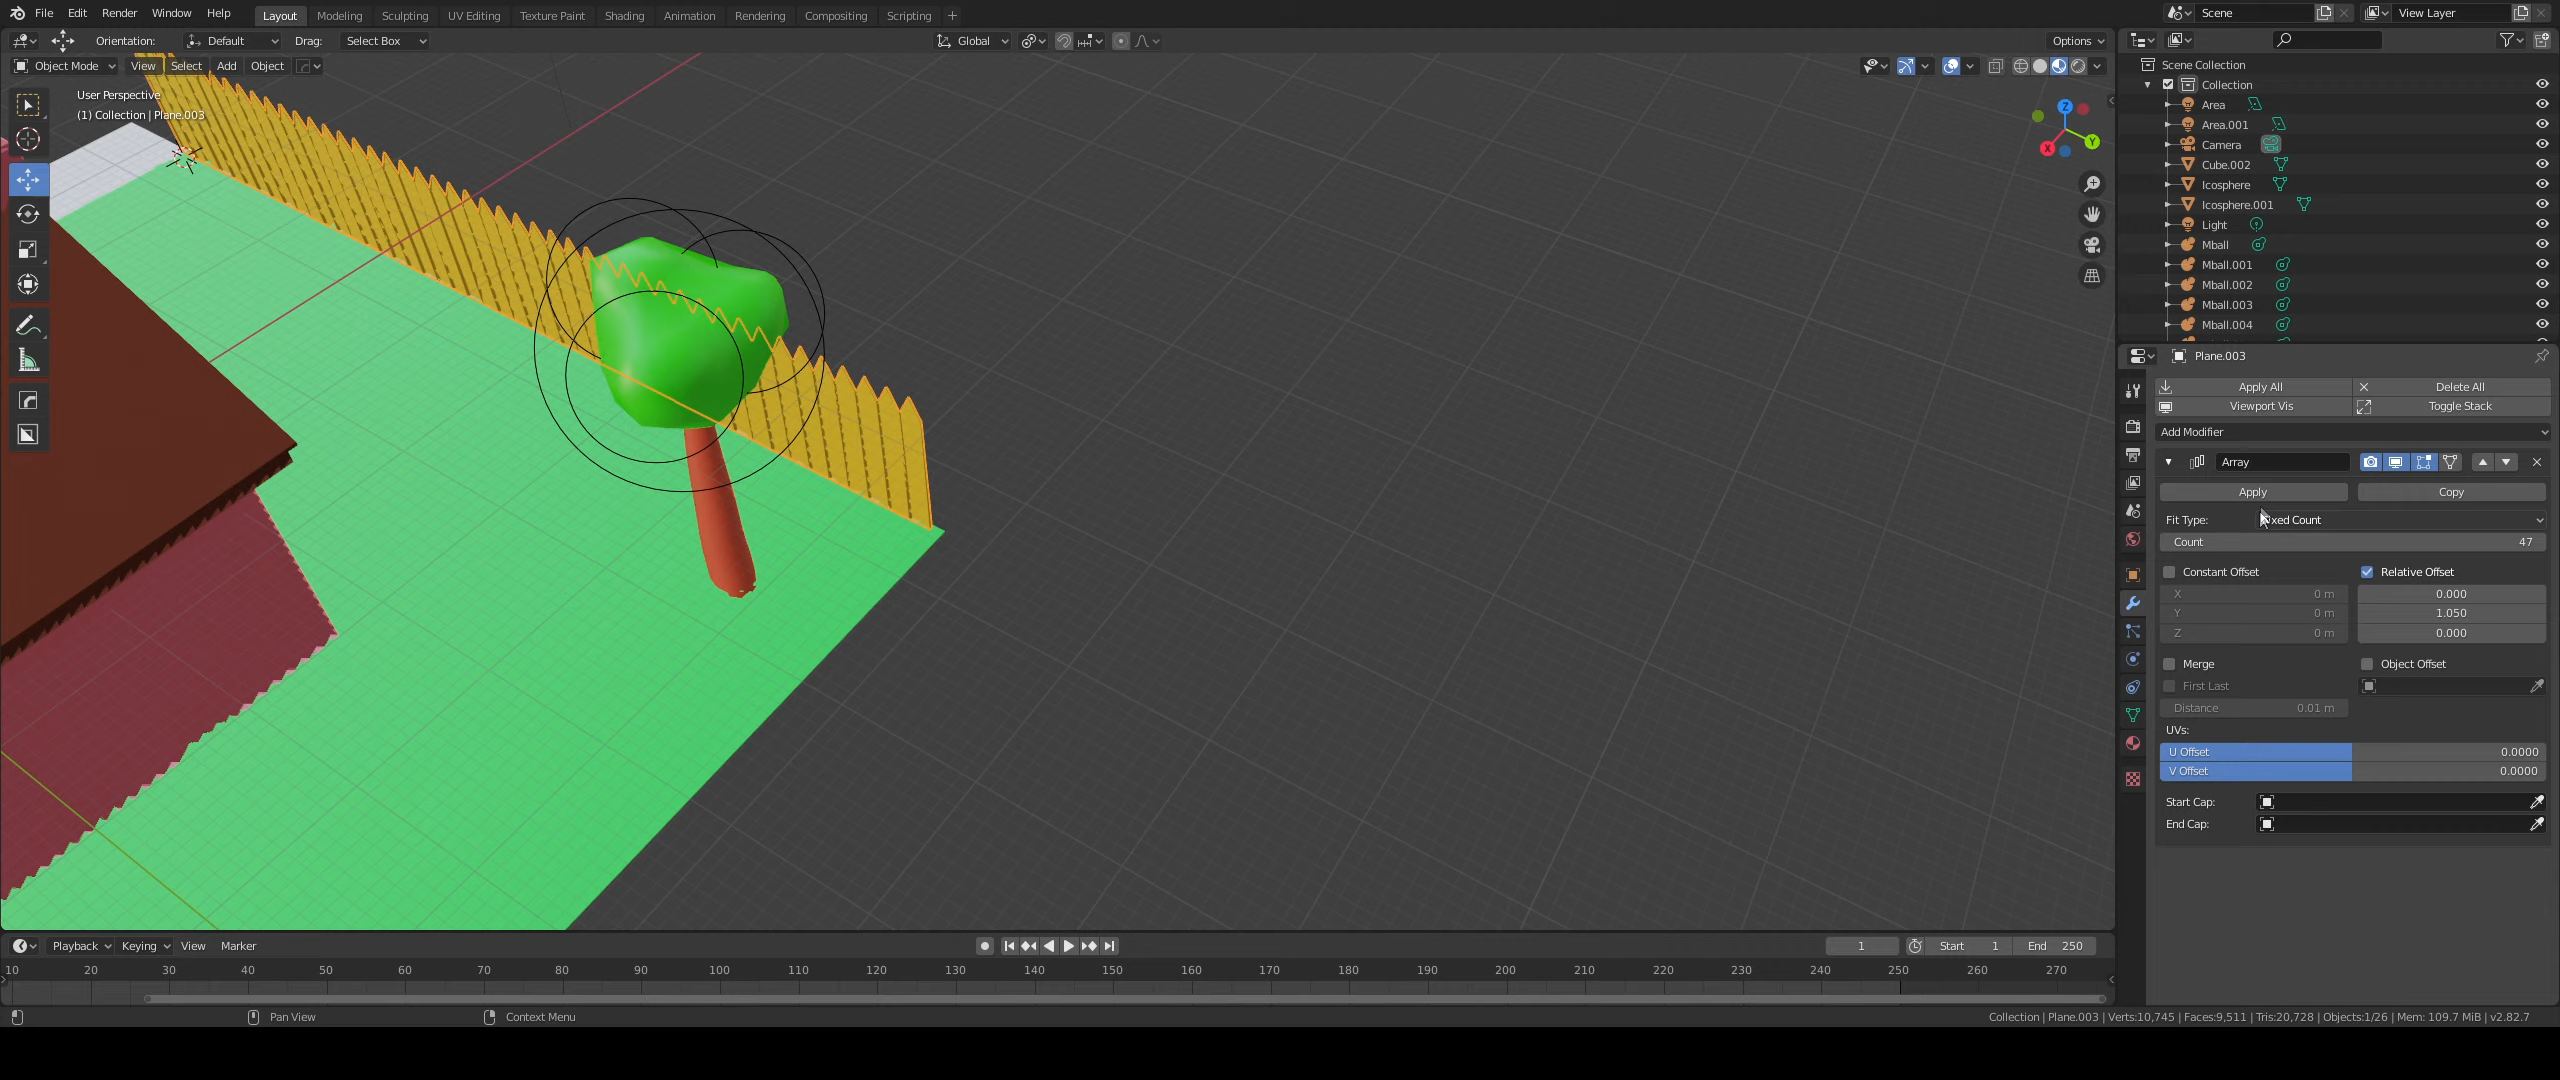 File Edit Render Window Help Layout Modeling Sculpting UV Editing Texture Paint Shading Animation Rendering Compositing Scripting + Scene View Layer
Orientation: Default Drag: Select Box Global Options
Object Mode View Select Add Object
User Perspective
(1) Collection | Plane.003
Z
Y
X
Scene Collection
Collection
Area
Area.001
Camera
Cube.002
Icosphere
Icosphere.001
Light
Mball
Mball.001
Mball.002
Mball.003
Mball.004
Plane.003
Apply All Delete All
Viewport Vis Toggle Stack
Add Modifier
Array
Apply Copy
Fit Type: xed Count
Count 47
Constant Offset Relative Offset
X 0 m 0.000
Y 0 m 1.050
Z 0 m 0.000
Merge Object Offset
First Last
Distance 0.01 m
UVs:
U Offset 0.0000
V Offset 0.0000
Start Cap:
End Cap:
Playback Keying View Marker 1 Start 1 End 250
10 20 30 40 50 60 70 80 90 100 110 120 130 140 150 160 170 180 190 200 210 220 230 240 250 260 270
Pan View Context Menu Collection | Plane.003 | Verts:10,745 | Faces:9,511 | Tris:20,728 | Objects:1/26 | Mem: 109.7 MiB | v2.82.7